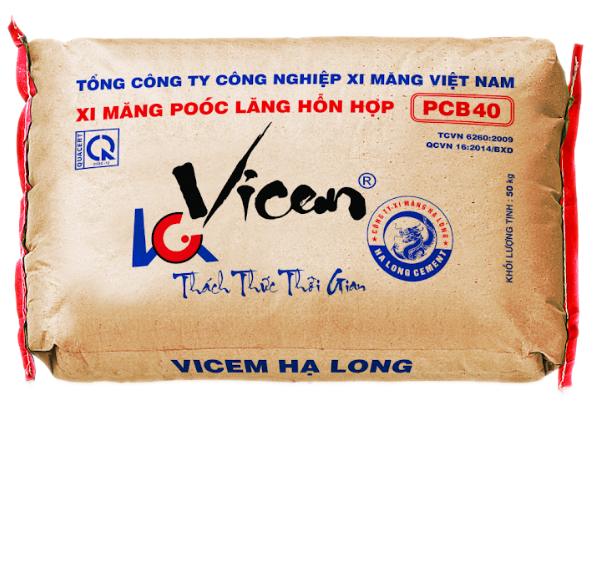 TỔNG CÔNG TY CÔNG NGHIỆP XI MĂNG VIỆT NAM
XI MĂNG POÓC LĂNG HỖN HỢP PCB40
TCVN 6260:2009
QCVN 16:2014/BXD
QUACERT
Vicem®
CÔNG TY XI MĂNG HẠ LONG
HA LONG CEMENT
KHỐI LƯỢNG TỊNH : 50 kg
Thách Thức Thời Gian
VICEM HẠ LONG